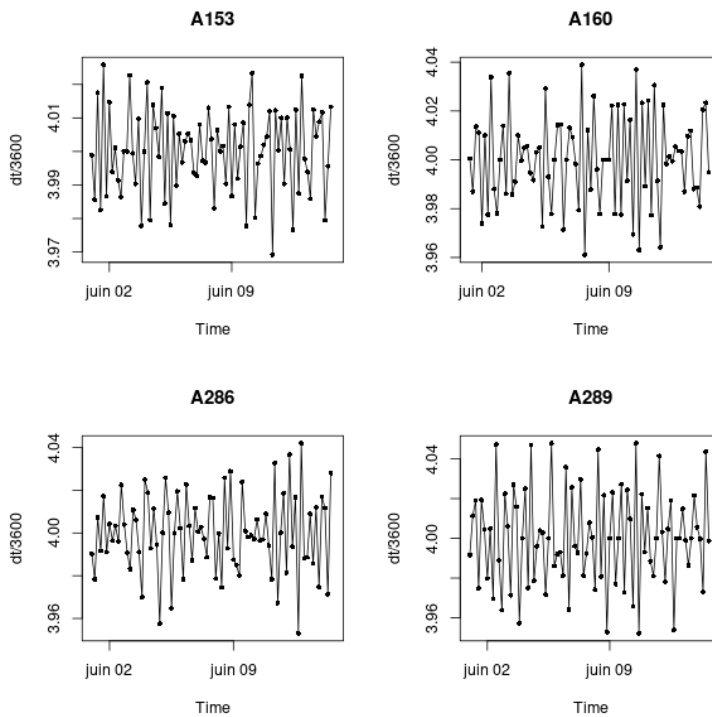 A153
dt/3600
4.01
3.99
3.97
juin 02
juin 09
Time
A160
dt/3600
4.04
4.02
4.00
3.98
3.96
juin 02
juin 09
Time
A286
dt/3600
4.04
4.00
3.96
juin 02
juin 09
Time
A289
dt/3600
4.04
4.00
3.96
juin 02
juin 09
Time